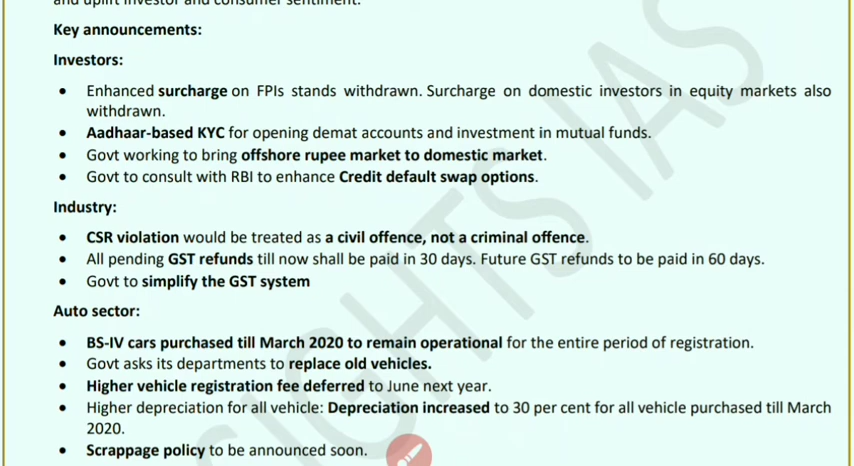 and uplift investor and consumer sentiment.
Key announcements:
Investors:
• Enhanced surcharge on FPIs stands withdrawn. Surcharge on domestic investors in equity markets also
withdrawn.
• Aadhaar-based KYC for opening demat accounts and investment in mutual funds.
• Govt working to bring offshore rupee market to domestic market.
• Govt to consult with RBI to enhance Credit default swap options.
Industry:
• CSR violation would be treated as a civil offence, not a criminal offence.
• All pending GST refunds till now shall be paid in 30 days. Future GST refunds to be paid in 60 days.
• Govt to simplify the GST system
Auto sector:
• BS-IV cars purchased till March 2020 to remain operational for the entire period of registration.
• Govt asks its departments to replace old vehicles.
• Higher vehicle registration fee deferred to June next year.
• Higher depreciation for all vehicle: Depreciation increased to 30 per cent for all vehicle purchased till March
2020.
• Scrappage policy to be announced soon.
SIGHTS IAS